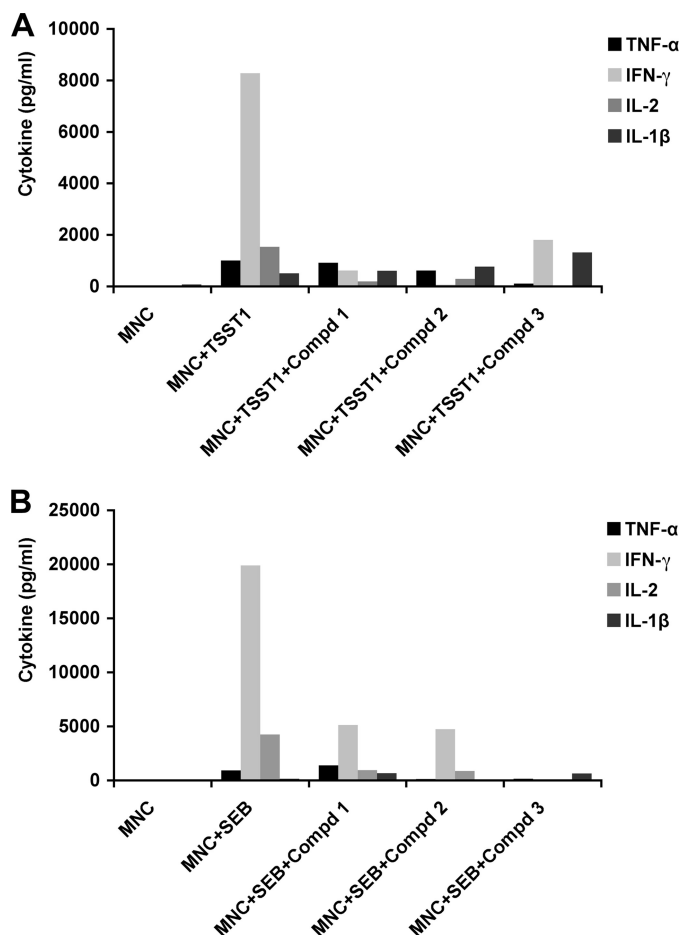 A
Cytokine (pg/ml)
10000
8000
6000
4000
2000
0
TNF-α
IFN-γ
IL-2
IL-1β
MNC
MNC+TSST1
MNC+TSST1+Compd 1
MNC+TSST1+Compd 2
MNC+TSST1+Compd 3
B
Cytokine (pg/ml)
25000
20000
15000
10000
5000
0
TNF-α
IFN-γ
IL-2
IL-1β
MNC
MNC+SEB
MNC+SEB+Compd 1
MNC+SEB+Compd 2
MNC+SEB+Compd 3